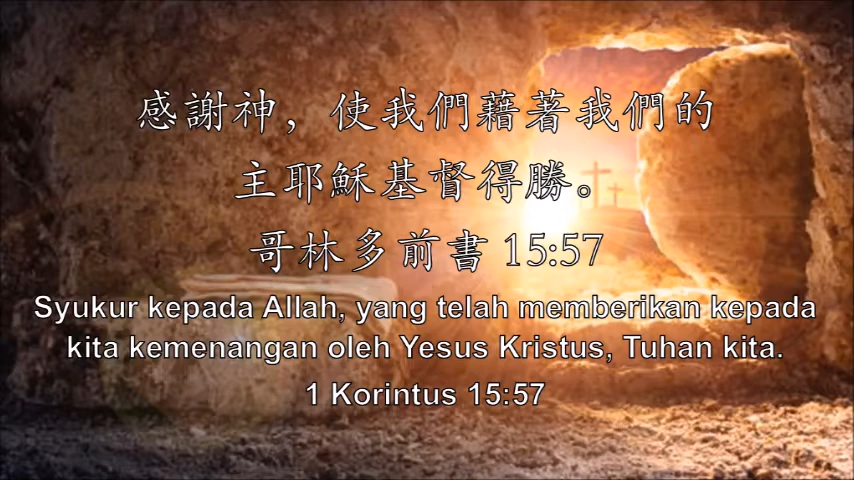 感謝神，使我們藉著我們的
主耶穌基督得勝。
哥林多前書 15:57
Syukur kepada Allah, yang telah memberikan kepada
kita kemenangan oleh Yesus Kristus, Tuhan kita.
1 Korintus 15:57